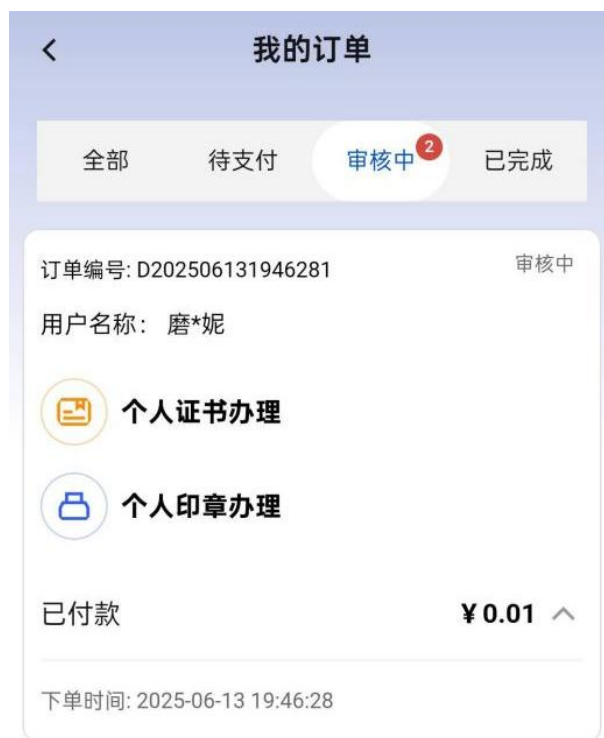 我的订单
全部 待支付 审核中 2 已完成
订单编号: D202506131946281 审核中
用户名称： 磨*妮
个人证书办理
个人印章办理
已付款 ¥ 0.01
下单时间: 2025-06-13 19:46:28